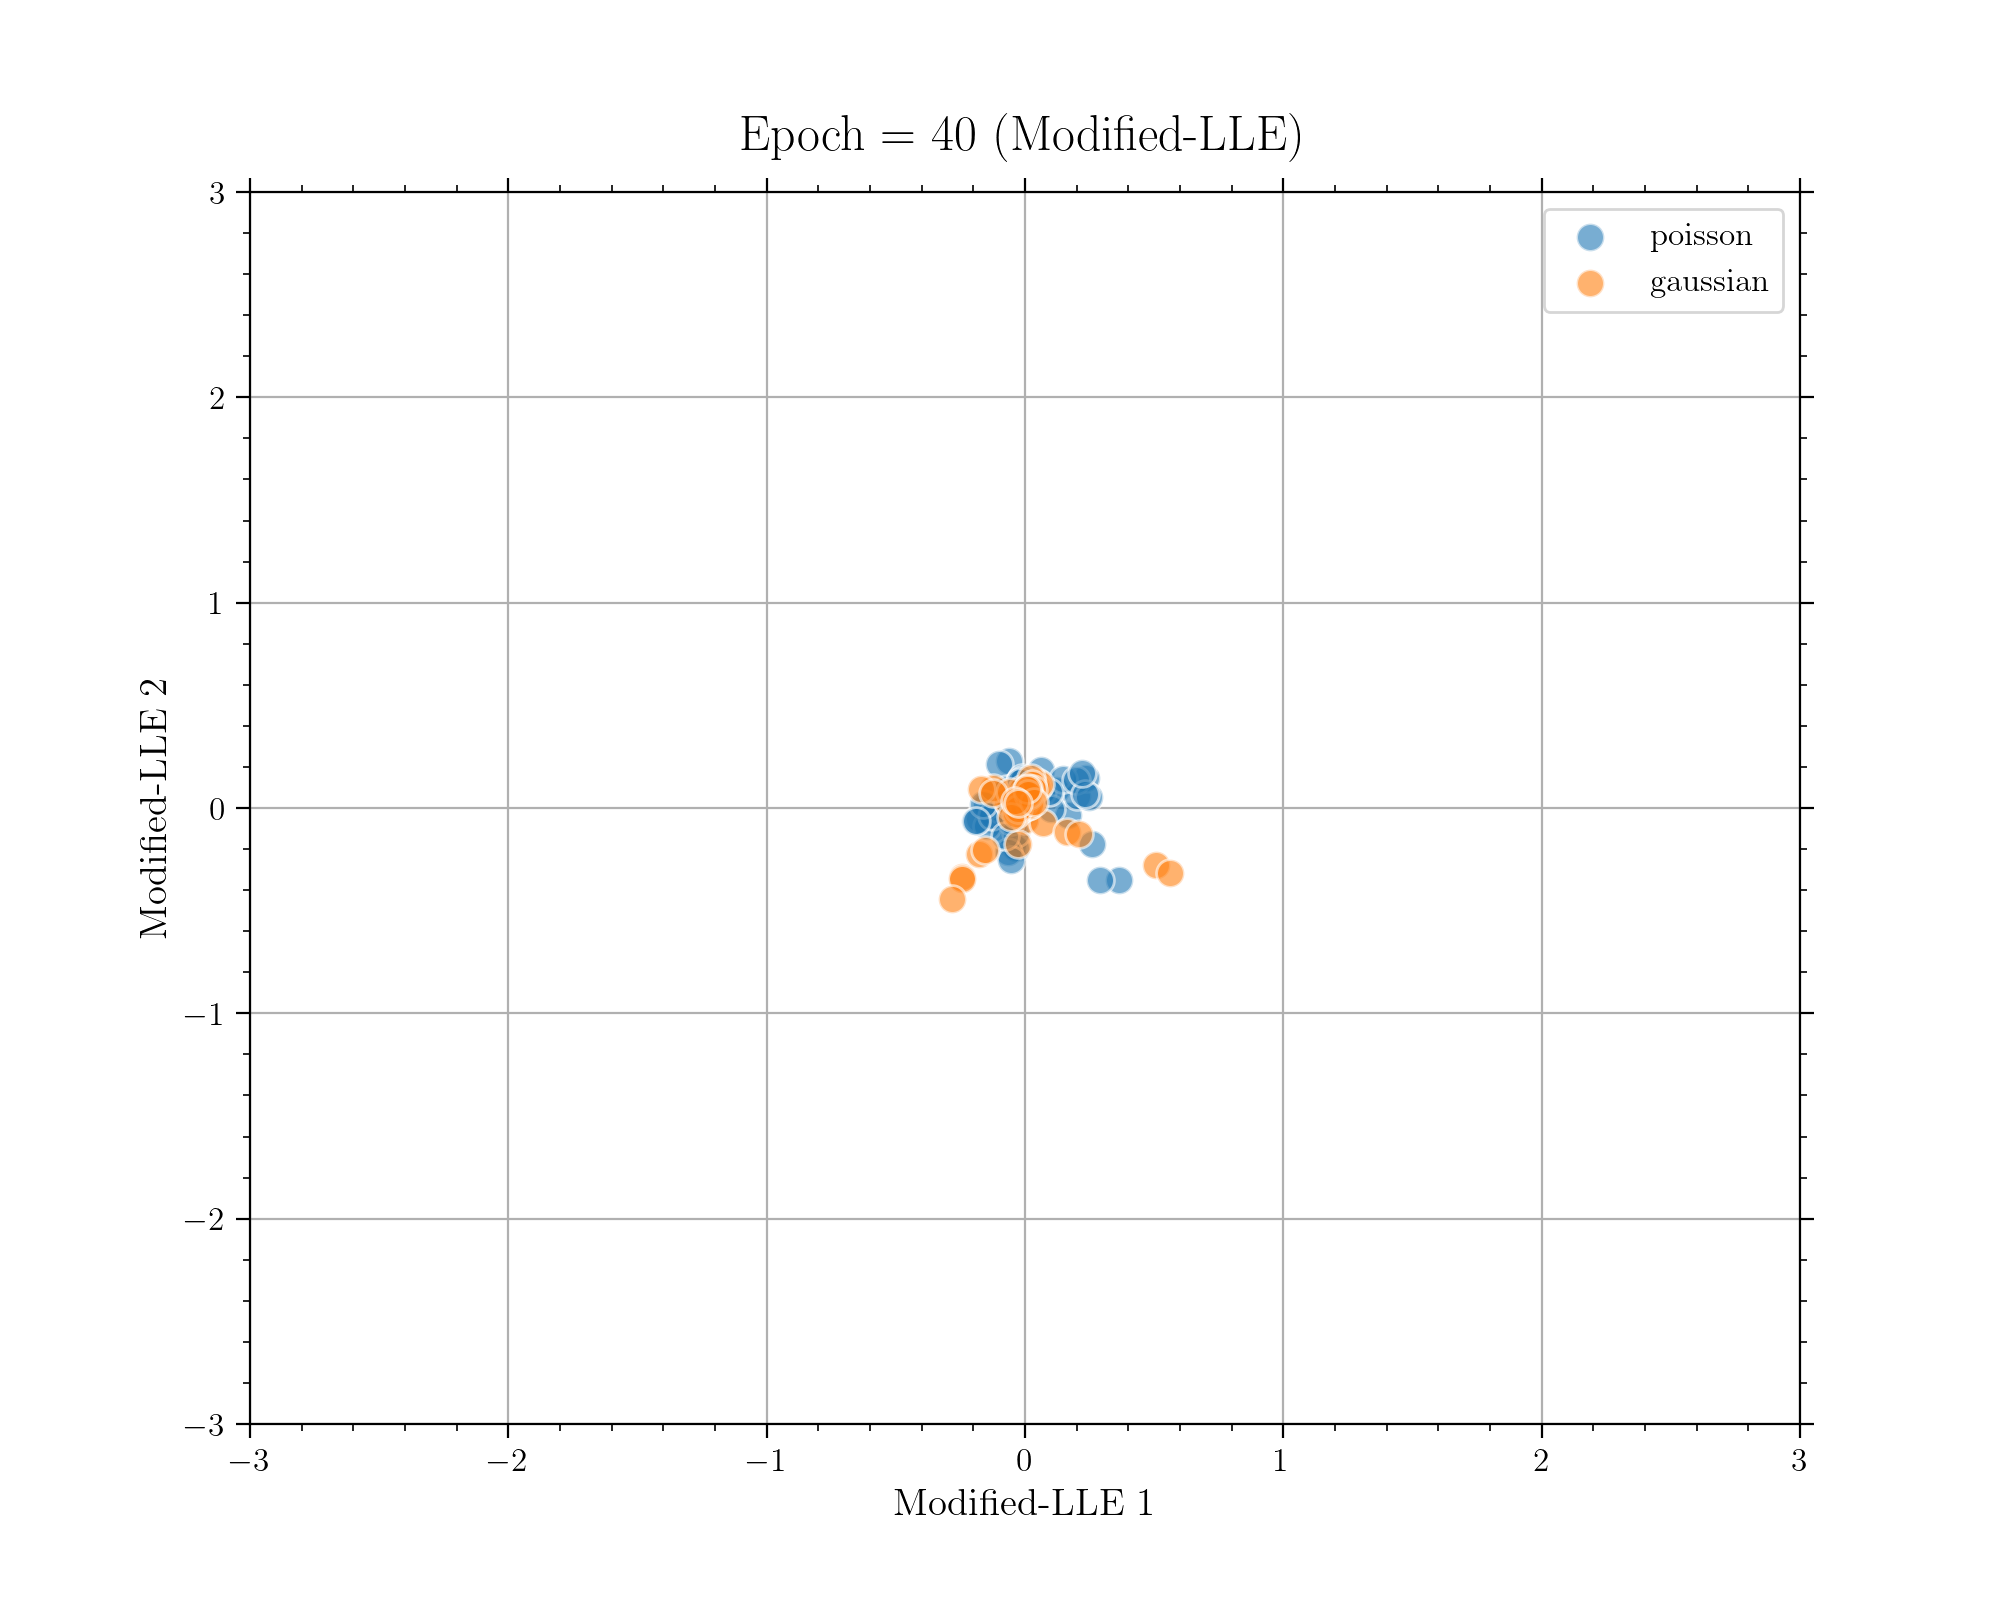 Epoch = 40 (Modified-LLE)
poisson
gaussian
3
2
1
0
−1
−2
−3
Modified-LLE 2
−3
−2
−1
0
1
2
3
Modified-LLE 1